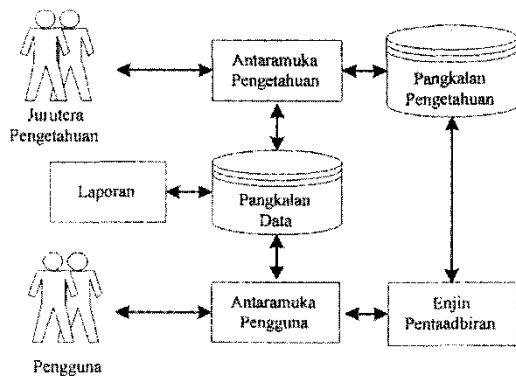 Antaramuka
Pengetahuan
Pangkalan
Pengetahuan
Jurutera
Pengetahuan
Laporan
Pangkalan
Data
Antaramuka
Pengguna
Enjin
Pentaadbiran
Pengguna